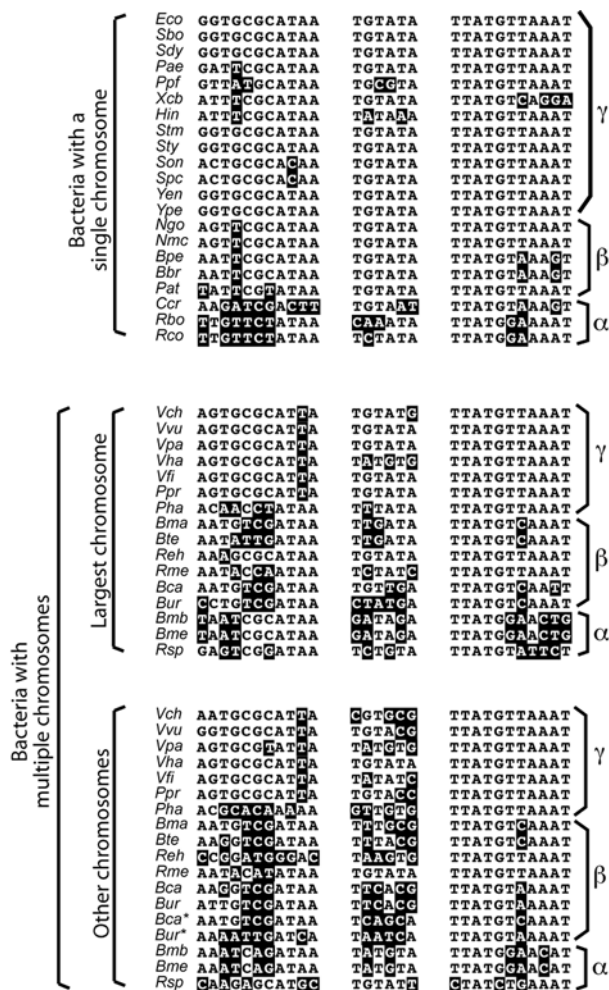 Bacteria with a
single chromosome
Eco GGTGCGCATAA TGTATA TTATGTTAAAT
Sbo GGTGCGCATAA TGTATA TTATGTTAAAT
Sdy GGTGCGCATAA TGTATA TTATGTTAAAT
Pae GATTCGCATAA TGTATA TTATGTTAAAT
Ppf GTTATGCATAA TGCGTA TTATGTTAAAT
Xcb ATTTCGCATAA TGTATA TTATGTCAGGA
Hin ATTTCGCATAA TATAAA TTATGTTAAAT
Stm GGTGCGCATAA TGTATA TTATGTTAAAT
Sty GGTGCGCATAA TGTATA TTATGTTAAAT
Son ACTGCGCACAA TGTATA TTATGTTAAAT
Spc ACTGCGCACAA TGTATA TTATGTTAAAT
Yen GGTGCGCATAA TGTATA TTATGTTAAAT
Ype GGTGCGCATAA TGTATA TTATGTTAAAT
γ
Ngo AGTTCGCATAA TGTATA TTATGTTAAAT
Nmc AGTTCGCATAA TGTATA TTATGTTAAAT
Bpe AATTCGCATAA TGTATA TTATGTAAAGT
Bbr AATTCGCATAA TGTATA TTATGTAAAGT
Pat TATTCGTATAA TGTATA TTATGTTAAAT
β
Ccr AAGATCGACTT TGTAAT TTATGTAAAGT
Rbo TTGTTCTATAA CAAATA TTATGGAAAAT
Rco TTGTTCTATAA TCTATA TTATGGAAAAT
α
Bacteria with
multiple chromosomes
Largest chromosome
Vch AGTGCGCATTA TGTATG TTATGTTAAAT
Vvu AGTGCGCATTA TGTATA TTATGTTAAAT
Vpa AGTGCGCATTA TGTATA TTATGTTAAAT
Vha AGTGCGCATTA TATGTG TTATGTTAAAT
Vfi AGTGCGCATTA TGTATA TTATGTTAAAT
Ppr AGTGCGCATTA TGTATA TTATGTTAAAT
Pha ACAACCTATAA TTTATA TTATGTTAAAT
γ
Bma AATGTCGATAA TTGATA TTATGTCAAAT
Bte AATATTGATAA TTGATA TTATGTCAAAT
Reh AAAGCGCATAA TGTATA TTATGTTAAAT
Rme AATACCAATAA TCTATC TTATGTTAAAT
Bca AATGTCGATAA TGTTGA TTATGTCAATT
Bur CCTGTCGATAA CTATGA TTATGTCAAAT
β
Bmb TAATCGCATAA GATAGA TTATGGAACTG
Bme TAATCGCATAA GATAGA TTATGGAACTG
Rsp GAGTCGGATAA TCTGTA TTATGTATTCT
α
Other chromosomes
Vch AATGCGCATTA CGTGCG TTATGTTAAAT
Vvu GGTGCGCATTA TGTACG TTATGTTAAAT
Vpa AGTGCGTATTA TATGTG TTATGTTAAAT
Vha AGTGCGCATTA TGTATA TTATGTTAAAT
Vfi AGTGCGCATTA TATATC TTATGTTAAAT
Ppr AGTGCGCATTA TGTACC TTATGTTAAAT
Pha ACGCACAAAAA GTTGTG TTATGTTAAAT
γ
Bma AATGTCGATAA TTTGCG TTATGTCAAAT
Bte AAGGTCGATAA TTTACG TTATGTCAAAT
Reh CCGGATGGGAC AAAGTG TTATGTTAAAT
Rme AATACATATAA TGTATA TTATGTTAAAT
Bca AAGGTCGATAA TTCACG TTATGTAAAAT
Bur ATTGTCGATAA TTCACG TTATGTAAAAT
Bca* AATGTCGATAA TCAGCA TTATGTCAAAT
Bur* AAAATTGATCA TAATCA TTATGTAAAAT
β
Bmb AAATCAGATAA TATGTA TTATGGAACAT
Bme AAATCAGATAA TATGTA TTATGGAACAT
Rsp CAAGAGCATGC TGTATT CTATCTGAAAT
α